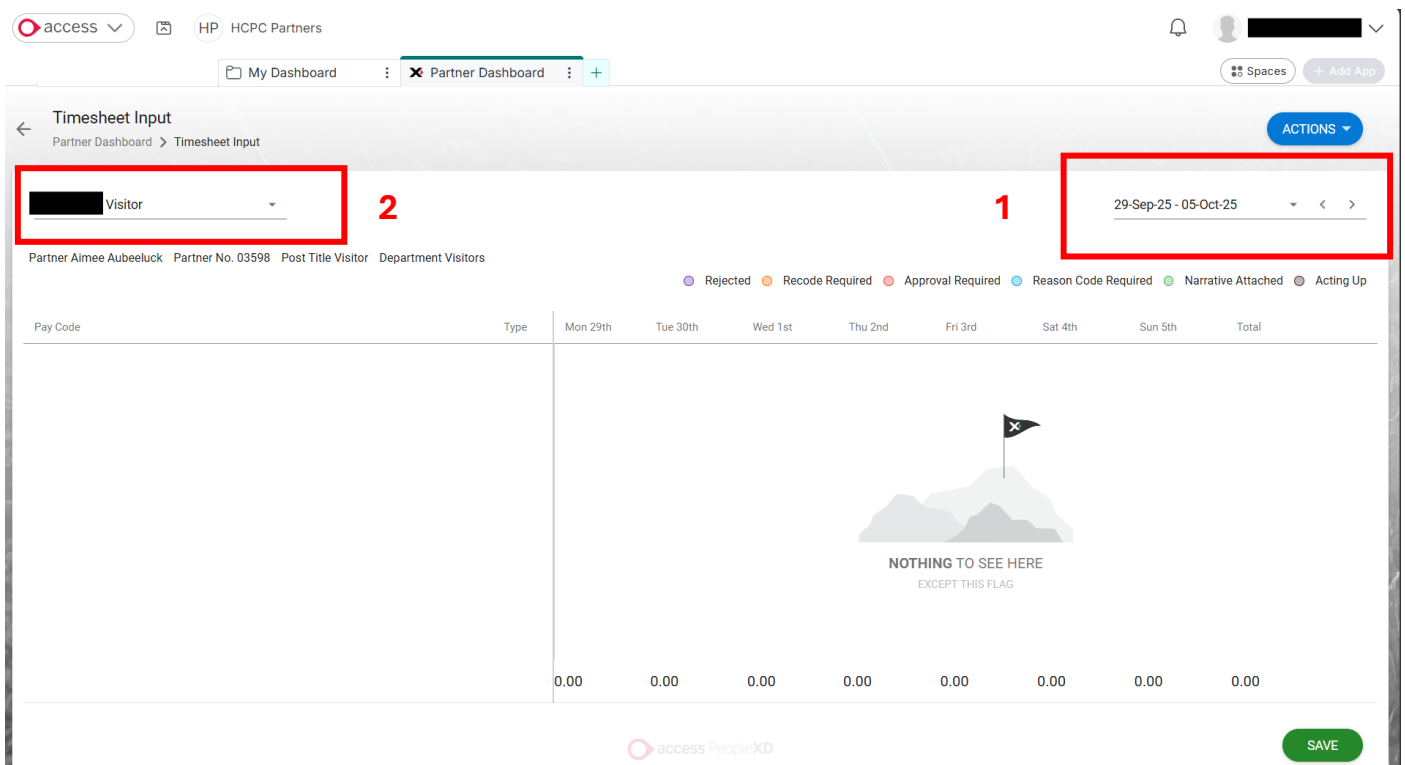 access
HP HCPC Partners
My Dashboard
Partner Dashboard
+
Spaces
+ Add App
Timesheet Input
Partner Dashboard > Timesheet Input
ACTIONS
Visitor
2
1
29-Sep-25 - 05-Oct-25
Partner Aimee Aubeeluck Partner No. 03598 Post Title Visitor Department Visitors
Rejected Recode Required Approval Required Reason Code Required Narrative Attached Acting Up
Pay Code Type Mon 29th Tue 30th Wed 1st Thu 2nd Fri 3rd Sat 4th Sun 5th Total
NOTHING TO SEE HERE
EXCEPT THIS FLAG
0.00 0.00 0.00 0.00 0.00 0.00 0.00 0.00
access PeopleXD
SAVE